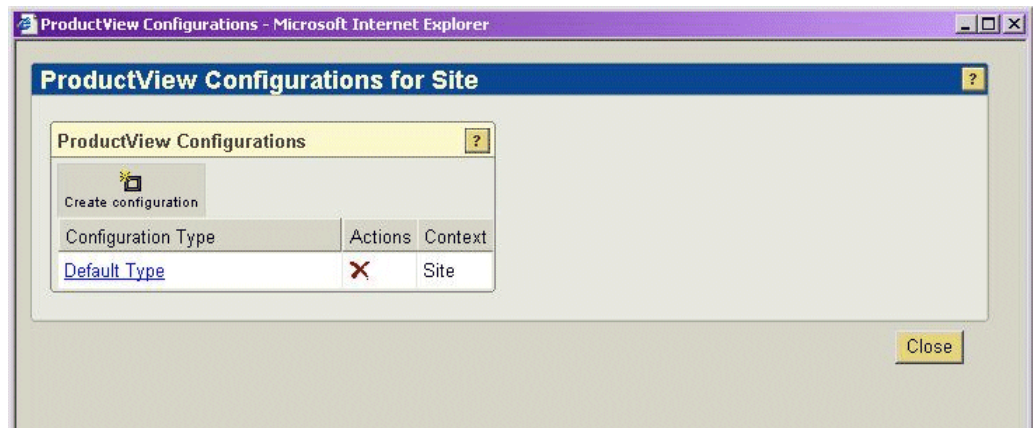 ProductView Configurations - Microsoft Internet Explorer
ProductView Configurations for Site
?
ProductView Configurations
?
Create configuration
Configuration Type Actions Context
Default Type Site
Close